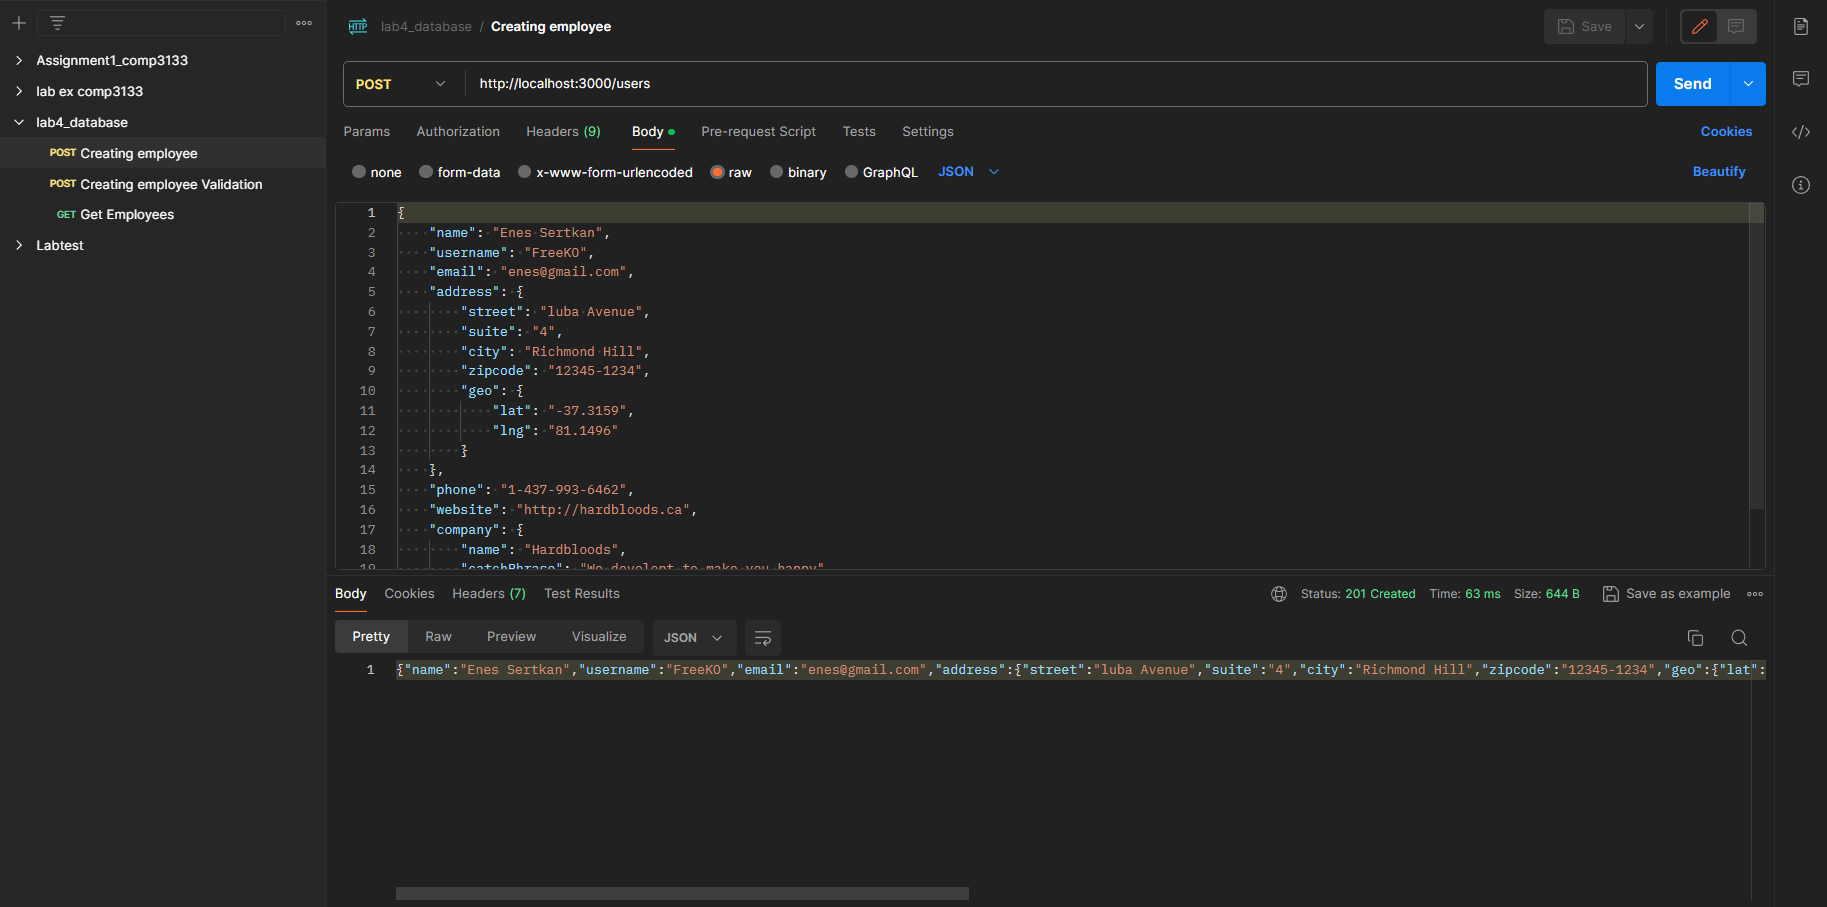 lab4_database / Creating employee
Save
Assignment1_comp3133
lab ex comp3133
lab4_database
POST Creating employee
POST Creating employee Validation
GET Get Employees
Labtest
HTTP
POST
http://localhost:3000/users
Send
Params Authorization Headers (9) Body Pre-request Script Tests Settings Cookies
none form-data x-www-form-urlencoded raw binary GraphQL JSON Beautify
1 {
2 "name": "Enes Sertkan",
3 "username": "FreeKO",
4 "email": "enes@gmail.com",
5 "address": {
6 "street": "luba Avenue",
7 "suite": "4",
8 "city": "Richmond Hill",
9 "zipcode": "12345-1234",
10 "geo": {
11 "lat": "-37.3159",
12 "lng": "81.1496"
13 }
14 },
15 "phone": "1-437-993-6462",
16 "website": "http://hardbloods.ca",
17 "company": {
18 "name": "Hardbloods",
19 "catchPhrase": "We develept to make you happy"
Body Cookies Headers (7) Test Results Status: 201 Created Time: 63 ms Size: 644 B Save as example
Pretty Raw Preview Visualize JSON
1 {"name":"Enes Sertkan","username":"FreeKO","email":"enes@gmail.com","address":{"street":"luba Avenue","suite":"4","city":"Richmond Hill","zipcode":"12345-1234","geo":{"lat":